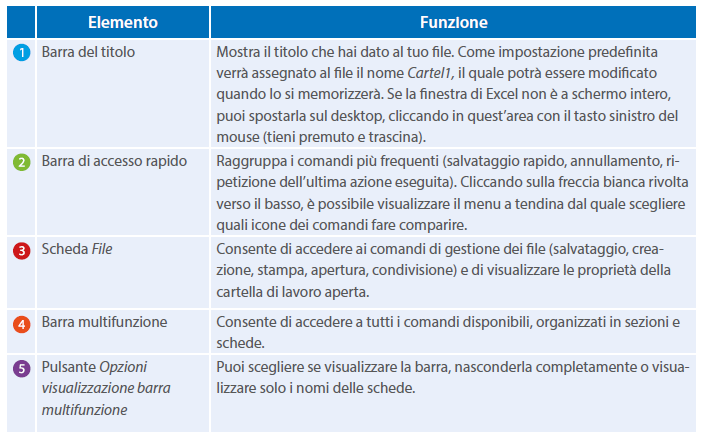 Elemento Funzione
1 Barra del titolo Mostra il titolo che hai dato al tuo file. Come impostazione predefinita
verrà assegnato al file il nome Cartel1, il quale potrà essere modificato
quando lo si memorizzerà. Se la finestra di Excel non è a schermo intero,
puoi spostarla sul desktop, cliccando in quest'area con il tasto sinistro del
mouse (tieni premuto e trascina).
2 Barra di accesso rapido Raggruppa i comandi più frequenti (salvataggio rapido, annullamento, ri-
petizione dell'ultima azione eseguita). Cliccando sulla freccia bianca rivolta
verso il basso, è possibile visualizzare il menu a tendina dal quale scegliere
quali icone dei comandi fare comparire.
3 Scheda File Consente di accedere ai comandi di gestione dei file (salvataggio, crea-
zione, stampa, apertura, condivisione) e di visualizzare le proprietà della
cartella di lavoro aperta.
4 Barra multifunzione Consente di accedere a tutti i comandi disponibili, organizzati in sezioni e
schede.
5 Pulsante Opzioni Puoi scegliere se visualizzare la barra, nasconderla completamente o visua-
visualizzazione barra lizzare solo i nomi delle schede.
multifunzione